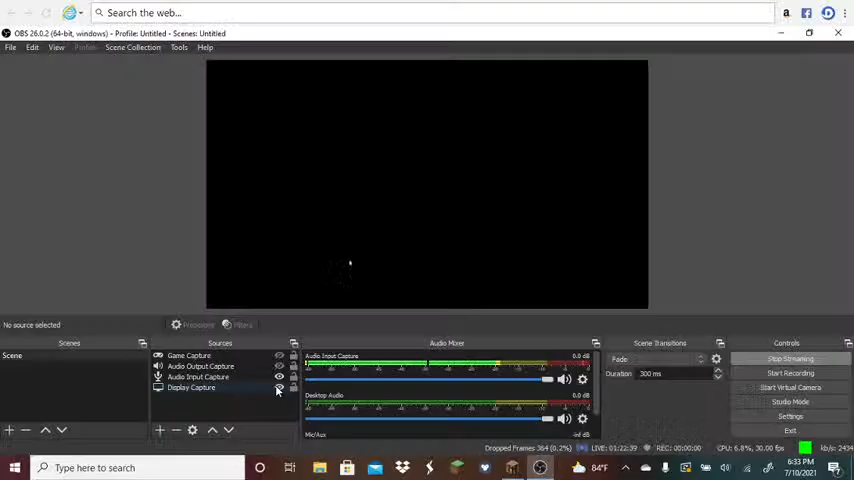 Search the web...
OBS 26.0.2 (64-bit, windows) - Profile: Untitled - Scenes: Untitled
File Edit View Profile Scene Collection Tools Help
No source selected
Properties Filters
Scenes Sources Audio Mixer Scene Transitions Controls
Scene
Game Capture
Audio Output Capture
Audio Input Capture
Display Capture
Audio Input Capture 0.0 dB
Desktop Audio 0.0 dB
Mic/Aux -inf dB
Fade
Duration 300 ms
Stop Streaming
Start Recording
Start Virtual Camera
Studio Mode
Settings
Exit
Dropped Frames 364 (0.2%) LIVE: 01:22:39 REC: 00:00:00 CPU: 6.8%, 30.00 fps kb/s: 2434
Type here to search
84°F
6:33 PM
7/10/2021